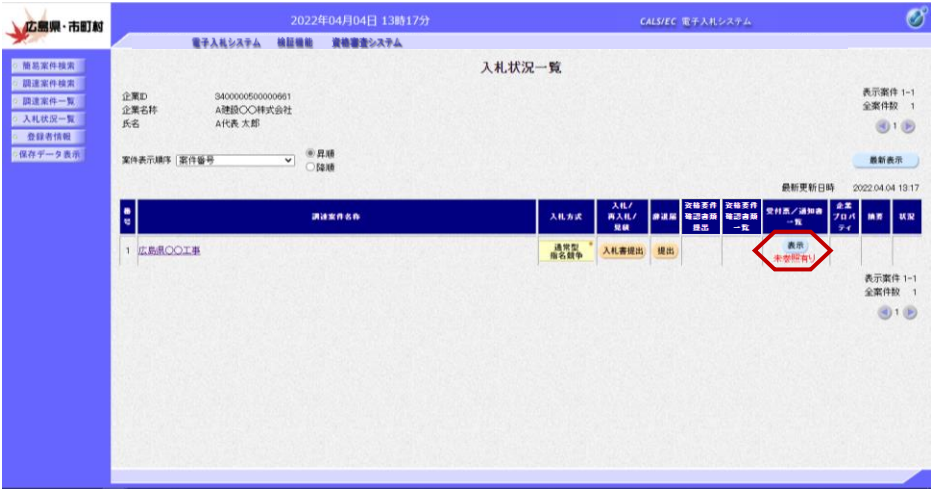 広島県・市町村
2022年04月04日 13時17分
CALS/EC 電子入札システム
電子入札システム 検証機能 資格審査システム
簡易案件検索
調達案件検索
調達案件一覧
入札状況一覧
登録者情報
保存データ表示
入札状況一覧
企業ID 3400000500000661
企業名称 A建設〇〇株式会社
氏名 A代表 太郎
表示案件 1-1
全案件数 1
1
案件表示順序 案件番号
昇順
降順
最新表示
最新更新日時 2022.04.04 13:17
番号 調達案件名称 入札方式 入札/再入札/見積 辞退届 資格要件確認書類提出 資格要件確認書類一覧 受付票/通知書一覧 企業プロパティ 摘要 状況
1 広島県〇〇工事 通常型指名競争 * 入札書提出 提出 表示 未参照有り
表示案件 1-1
全案件数 1
1